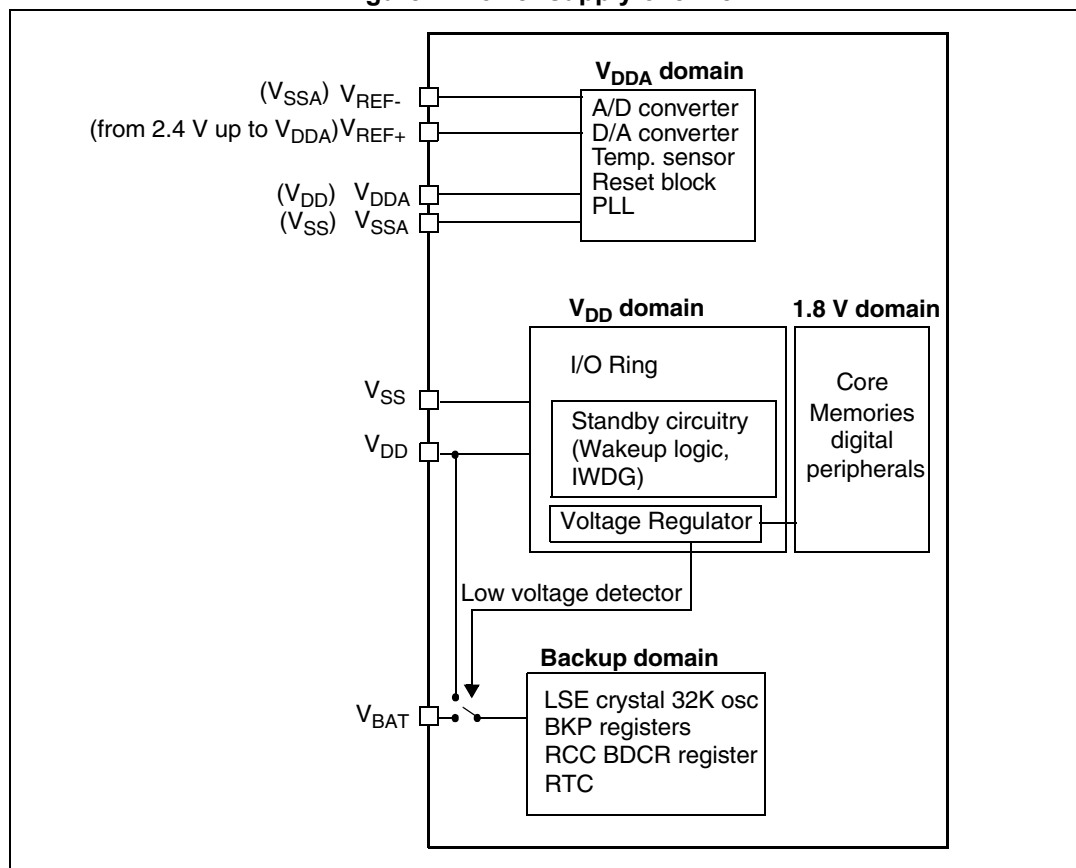 V_DDA domain
(V_SSA) V_REF-
A/D converter
(from 2.4 V up to V_DDA) V_REF+
D/A converter
Temp. sensor
Reset block
(V_DD) V_DDA
PLL
(V_SS) V_SSA
V_DD domain
1.8 V domain
I/O Ring
V_SS
Core
Memories
digital
peripherals
Standby circuitry
(Wakeup logic,
IWDG)
V_DD
Voltage Regulator
Low voltage detector
Backup domain
V_BAT
LSE crystal 32K osc
BKP registers
RCC BDCR register
RTC